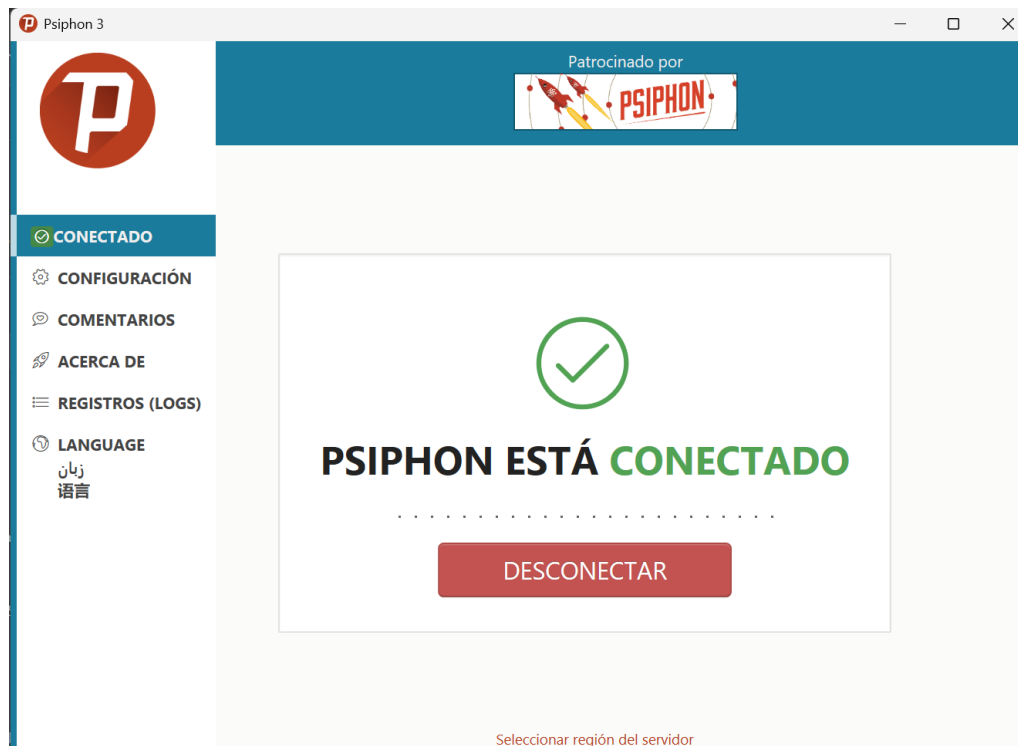 Psiphon 3
Patrocinado por
PSIPHON
CONECTADO
CONFIGURACIÓN
COMENTARIOS
ACERCA DE
REGISTROS (LOGS)
LANGUAGE
زبان
语言
PSIPHON ESTÁ CONECTADO
DESCONECTAR
Seleccionar región del servidor